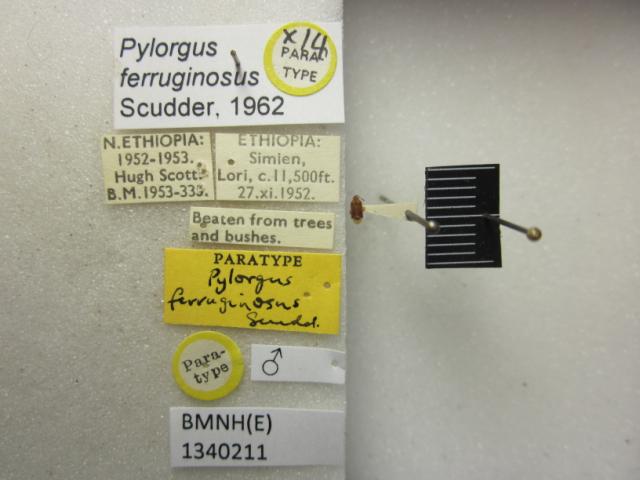 Pylorgus
ferruginosus
Scudder, 1962
x14
PARA
TYPE
N.ETHIOPIA:
1952-1953.
Hugh Scott.
B.M.1953-333.
ETHIOPIA:
Simien,
Lori, c.11,500ft.
27.xi.1952.
Beaten from trees
and bushes.
PARATYPE
Pylorgus
ferruginosus
Scudd.
Para-
type
♂
BMNH(E)
1340211